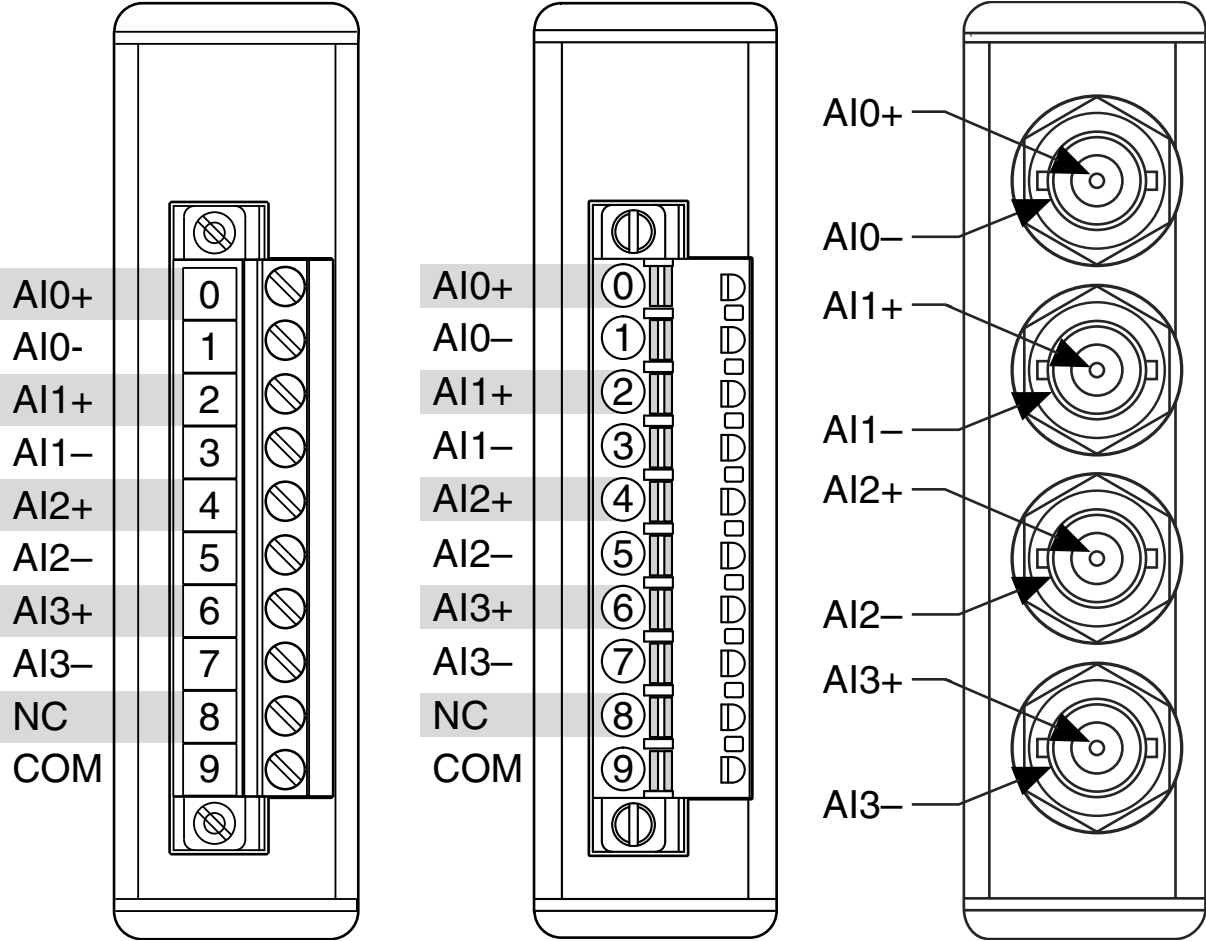 AI0+ 0
AI0- 1
AI1+ 2
AI1– 3
AI2+ 4
AI2– 5
AI3+ 6
AI3– 7
NC 8
COM 9
AI0+ 0
AI0– 1
AI1+ 2
AI1– 3
AI2+ 4
AI2– 5
AI3+ 6
AI3– 7
NC 8
COM 9
AI0+
AI0–
AI1+
AI1–
AI2+
AI2–
AI3+
AI3–